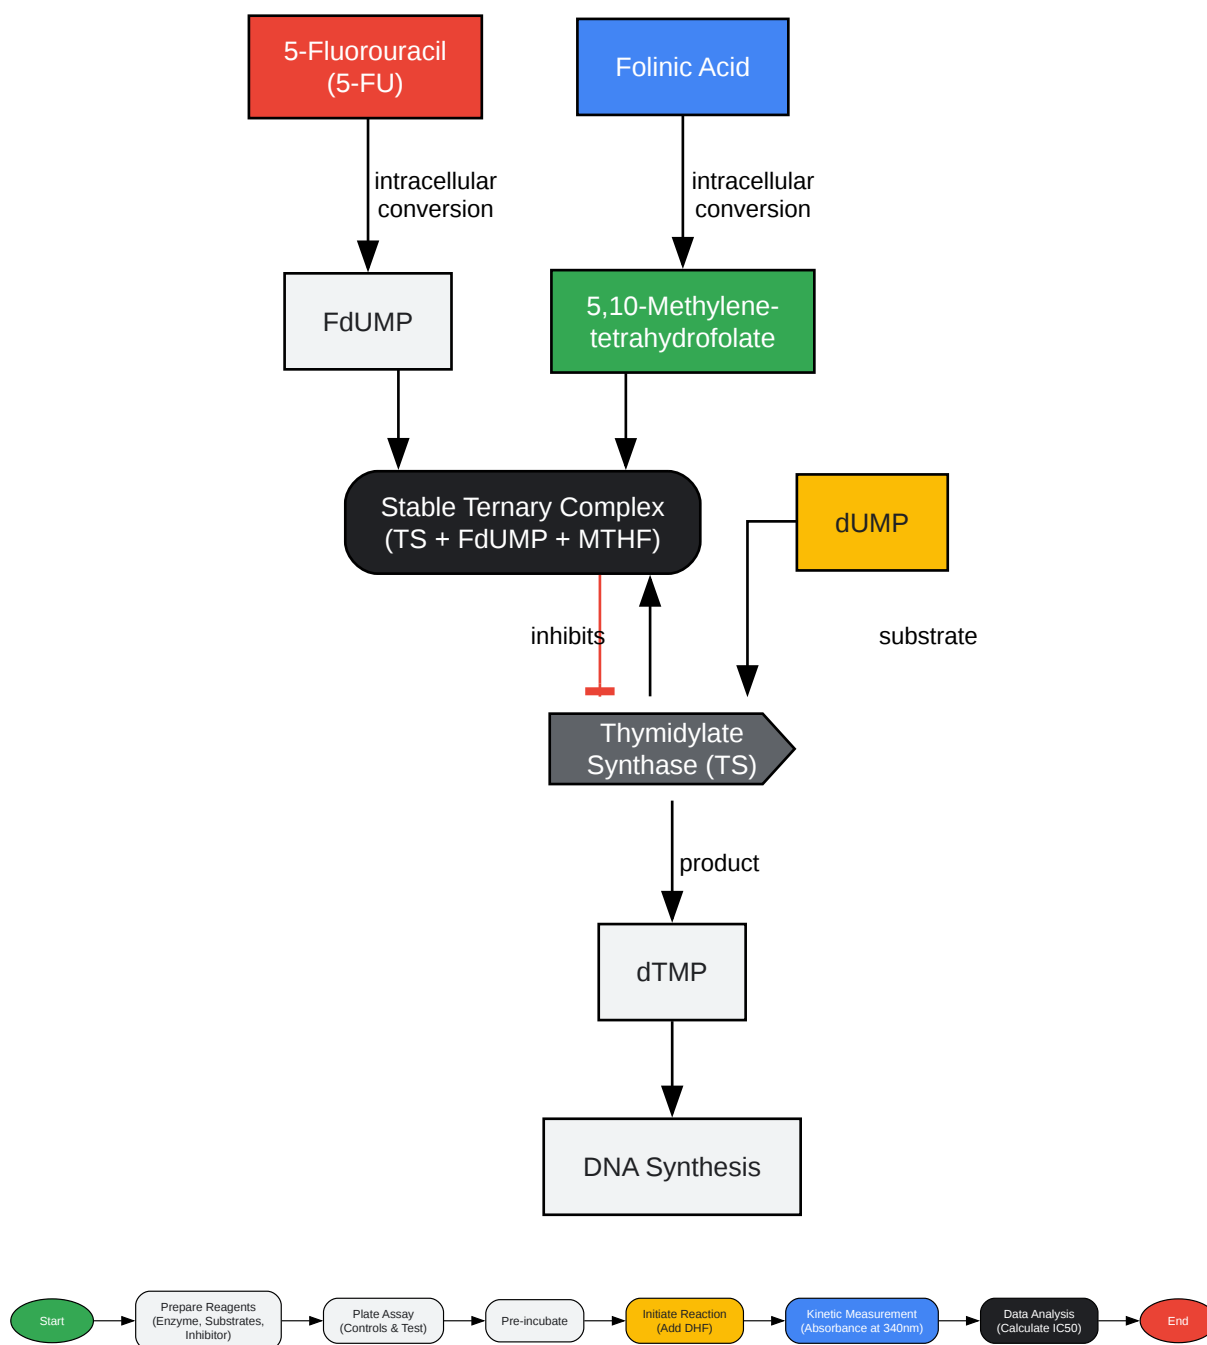 5-Fluorouracil
(5-FU)
Folinic Acid
intracellular
conversion
intracellular
conversion
FdUMP
5,10-Methylene-
tetrahydrofolate
Stable Ternary Complex
(TS + FdUMP + MTHF)
dUMP
inhibits
substrate
Thymidylate
Synthase (TS)
product
dTMP
DNA Synthesis
Start
Prepare Reagents
(Enzyme, Substrates,
Inhibitor)
Plate Assay
(Controls & Test)
Pre-incubate
Initiate Reaction
(Add DHF)
Kinetic Measurement
(Absorbance at 340nm)
Data Analysis
(Calculate IC50)
End